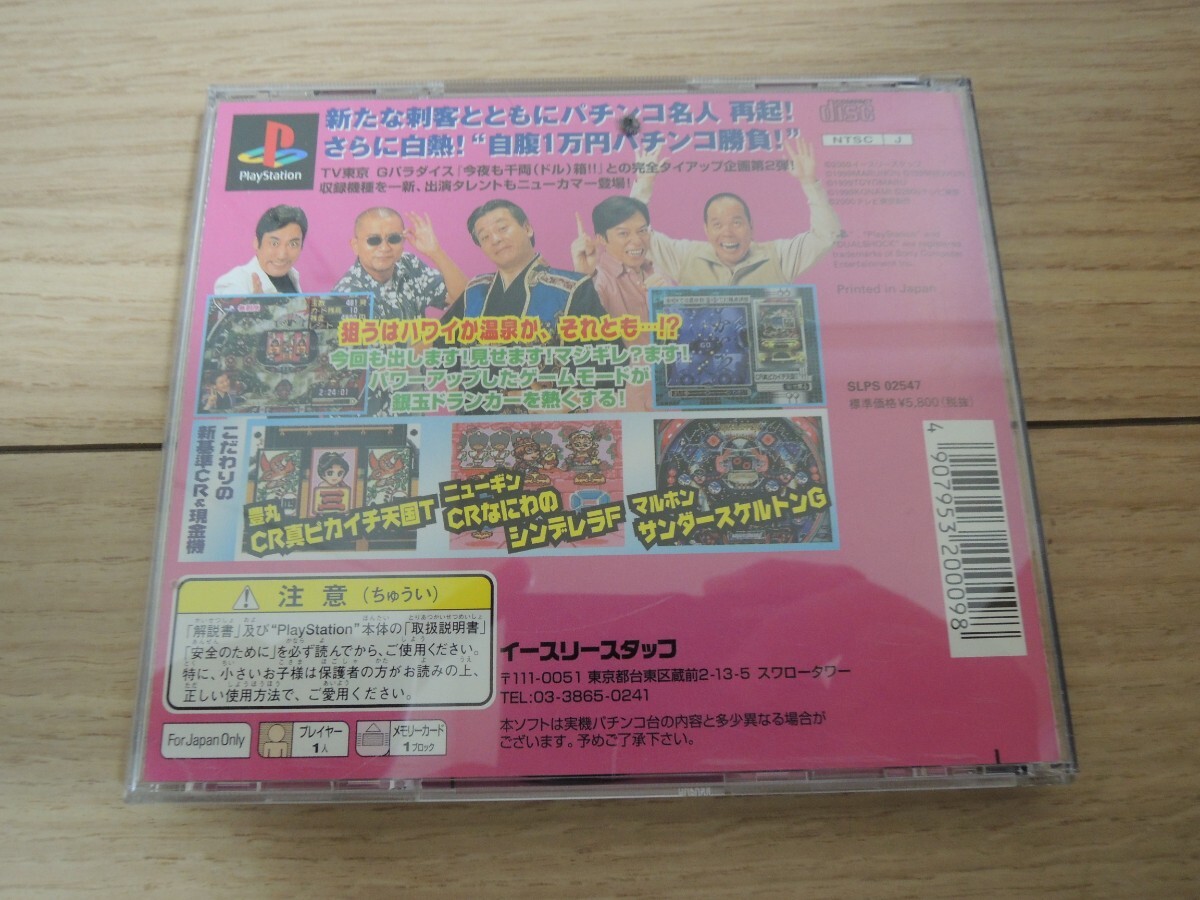 新たな刺客とともにパチンコ名人 再起!
さらに白熱!“自腹1万円パチンコ勝負!”
TV東京 Gパラダイス『今夜も千両(ドル)箱!!』との完全タイアップ企画第2弾!
収録機種を一新、出演タレントもニューカマー登場!
PlayStation
disc
NTSC J
"PlayStation" and
Printed in Japan
狙うはハワイか温泉か、それとも…!?
今回も出します!見せます!マジギレ?ます!
パワーアップしたゲームモードが
銀玉ドランカーを熱くする!
2:24:01
GO
SLPS 02547
標準価格¥5,800(税抜)
4 907953 200098
こだわりの
新基準CR&現金機
豊丸
CR真ピカイチ天国T
ニューギン
CRなにわの
シンデレラF
マルホン
サンダースケルトンG
注意(ちゅうい)
「解説書」及び“PlayStation”本体の「取扱説明書」
「安全のために」を必ず読んでから、ご使用ください。
特に、小さいお子様は保護者の方がお読みの上、
正しい使用方法で、ご愛用ください。
For Japan Only
プレイヤー
1人
メモリーカード
1ブロック
イースリースタッフ
〒111-0051 東京都台東区蔵前2-13-5 スワロータワー
TEL:03-3865-0241
本ソフトは実機パチンコ台の内容と多少異なる場合が
ございます。予めご了承下さい。